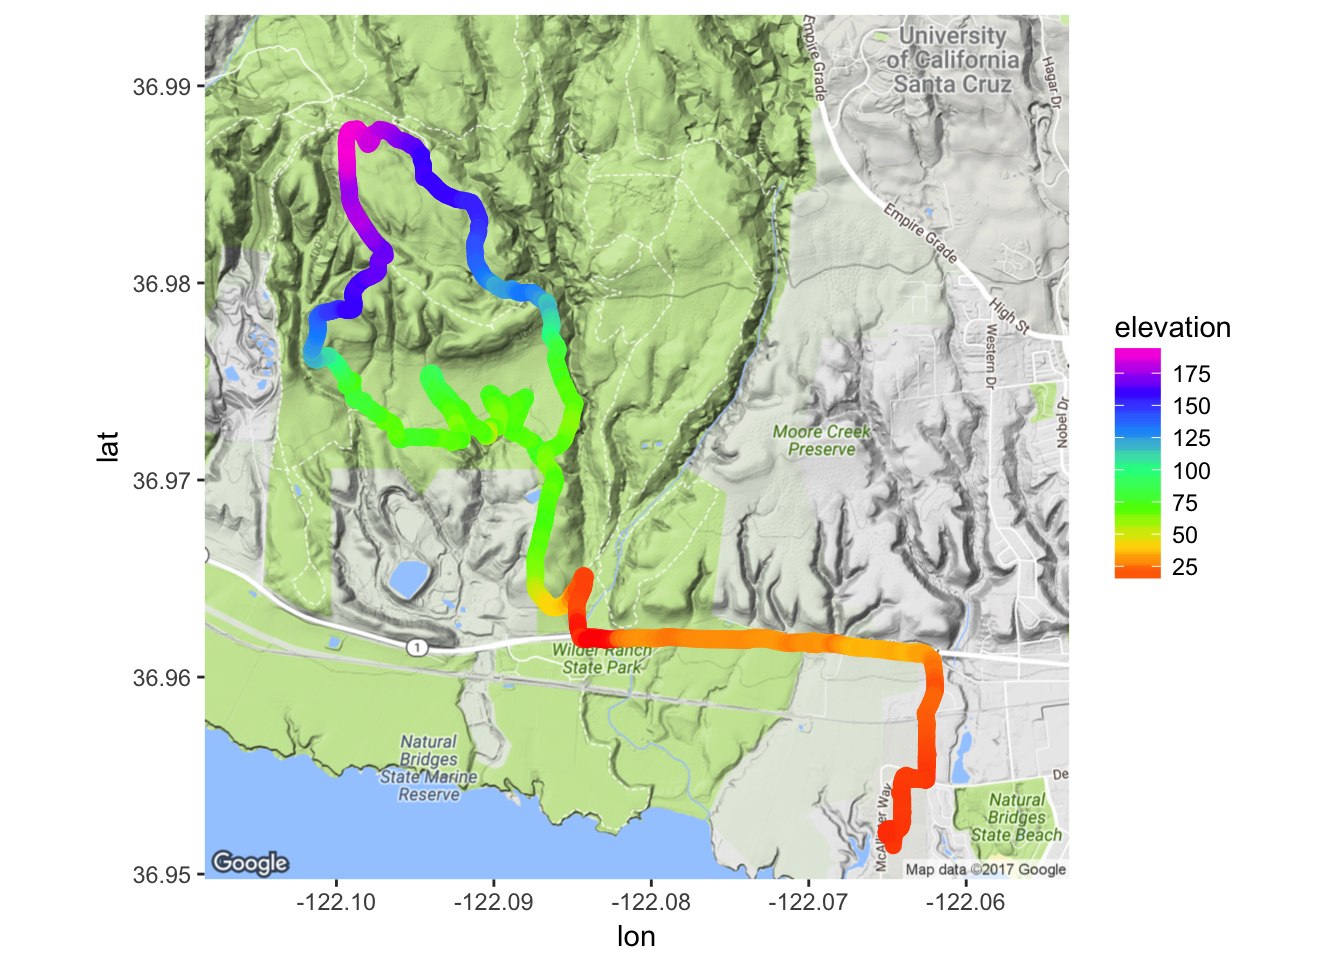 Empire Grade
University
of California
Santa Cruz
Hagar Dr
36.99
Empire Grade
36.98
High St
Western Dr
Nobel Dr
Moore Creek
Preserve
36.97
lat
1
Wilder Ranch
State Park
36.96
Natural
Bridges
State Marine
Reserve
De
Natural
Bridges
State Beach
Google
Map data ©2017 Google
36.95
-122.10
-122.09
-122.08
-122.07
-122.06
lon
elevation
175
150
125
100
75
50
25